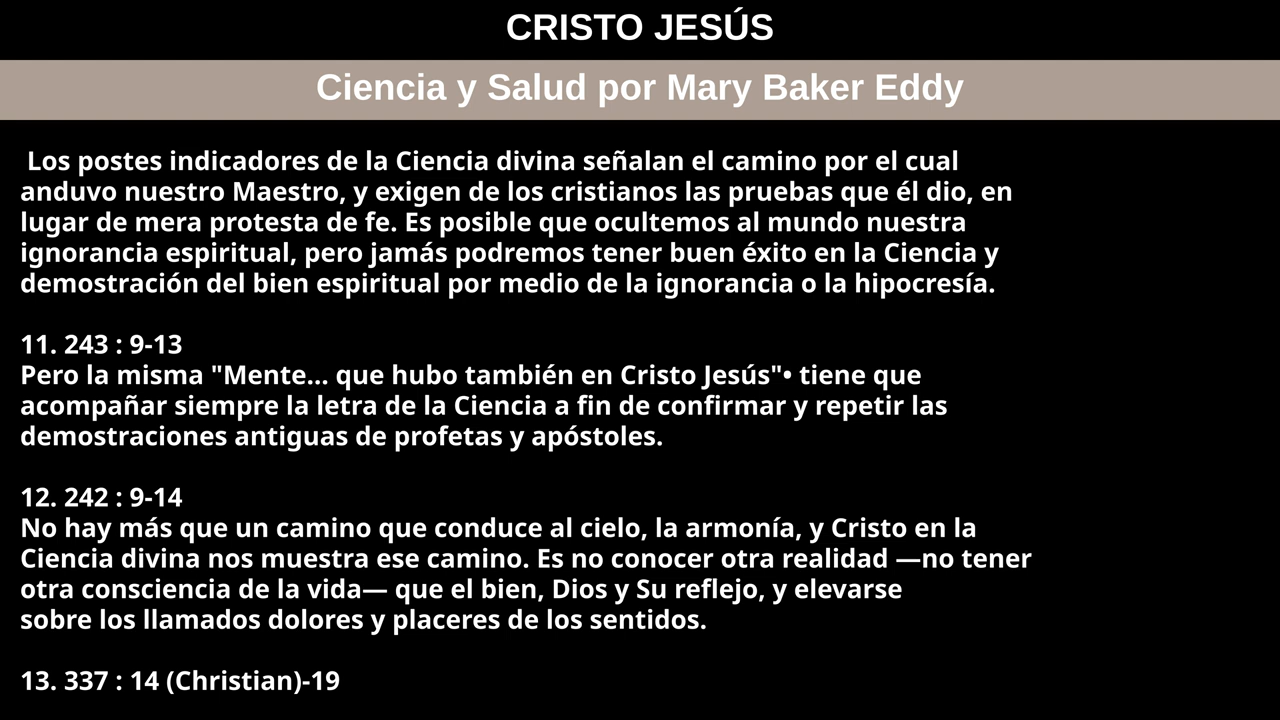 CRISTO JESÚS
Ciencia y Salud por Mary Baker Eddy
Los postes indicadores de la Ciencia divina señalan el camino por el cual
anduvo nuestro Maestro, y exigen de los cristianos las pruebas que él dio, en
lugar de mera protesta de fe. Es posible que ocultemos al mundo nuestra
ignorancia espiritual, pero jamás podremos tener buen éxito en la Ciencia y
demostración del bien espiritual por medio de la ignorancia o la hipocresía.
11. 243 : 9-13
Pero la misma "Mente... que hubo también en Cristo Jesús"• tiene que
acompañar siempre la letra de la Ciencia a fin de confirmar y repetir las
demostraciones antiguas de profetas y apóstoles.
12. 242 : 9-14
No hay más que un camino que conduce al cielo, la armonía, y Cristo en la
Ciencia divina nos muestra ese camino. Es no conocer otra realidad —no tener
otra consciencia de la vida— que el bien, Dios y Su reflejo, y elevarse
sobre los llamados dolores y placeres de los sentidos.
13. 337 : 14 (Christian)-19